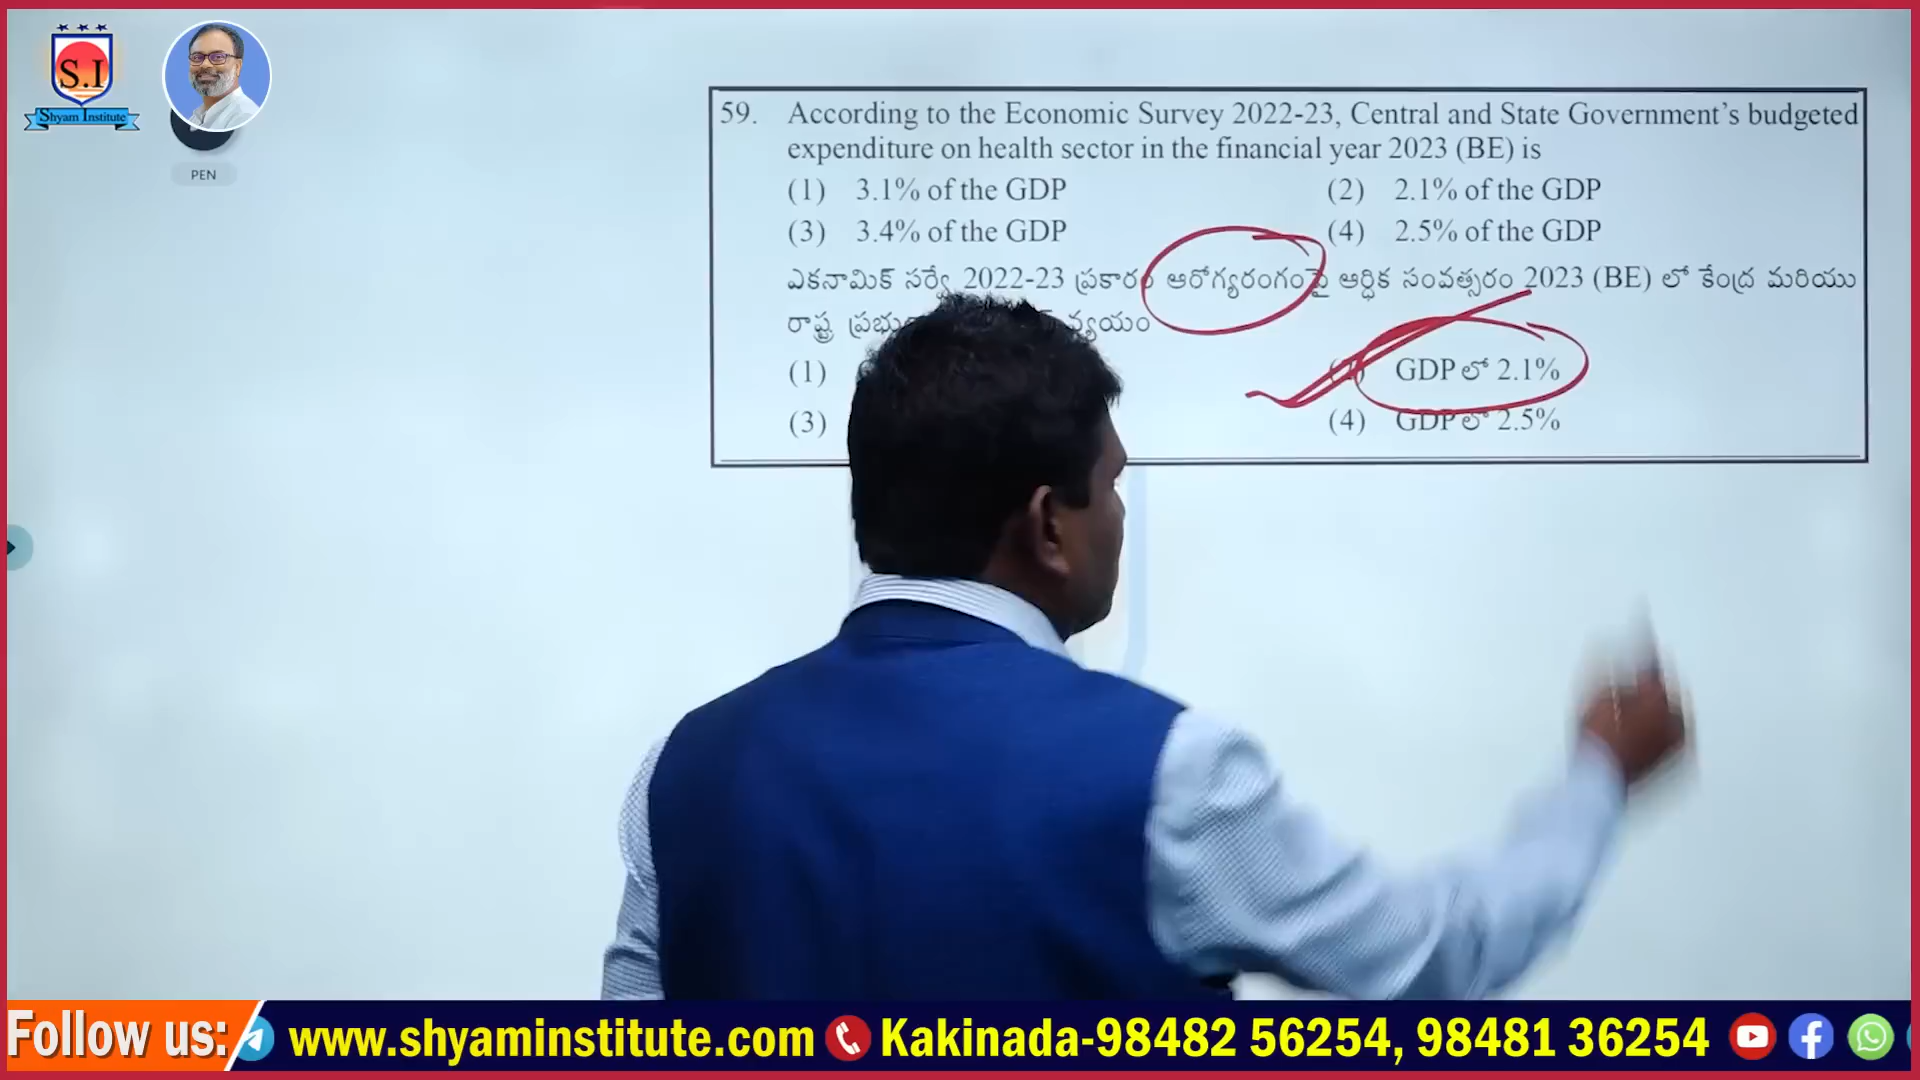 S.I
Shyam Institute
PEN
59. According to the Economic Survey 2022-23, Central and State Government's budgeted
expenditure on health sector in the financial year 2023 (BE) is
(1) 3.1% of the GDP (2) 2.1% of the GDP
(3) 3.4% of the GDP (4) 2.5% of the GDP
ఎకనామిక్ సర్వే 2022-23 ప్రకారం ఆరోగ్యరంగంపై ఆర్ధిక సంవత్సరం 2023 (BE) లో కేంద్ర మరియు
రాష్ట్ర వ్యయం
(1) GDP లో 2.1%
(3) (4) GDP లో 2.5%
Follow us: www.shyaminstitute.com Kakinada-98482 56254, 98481 36254